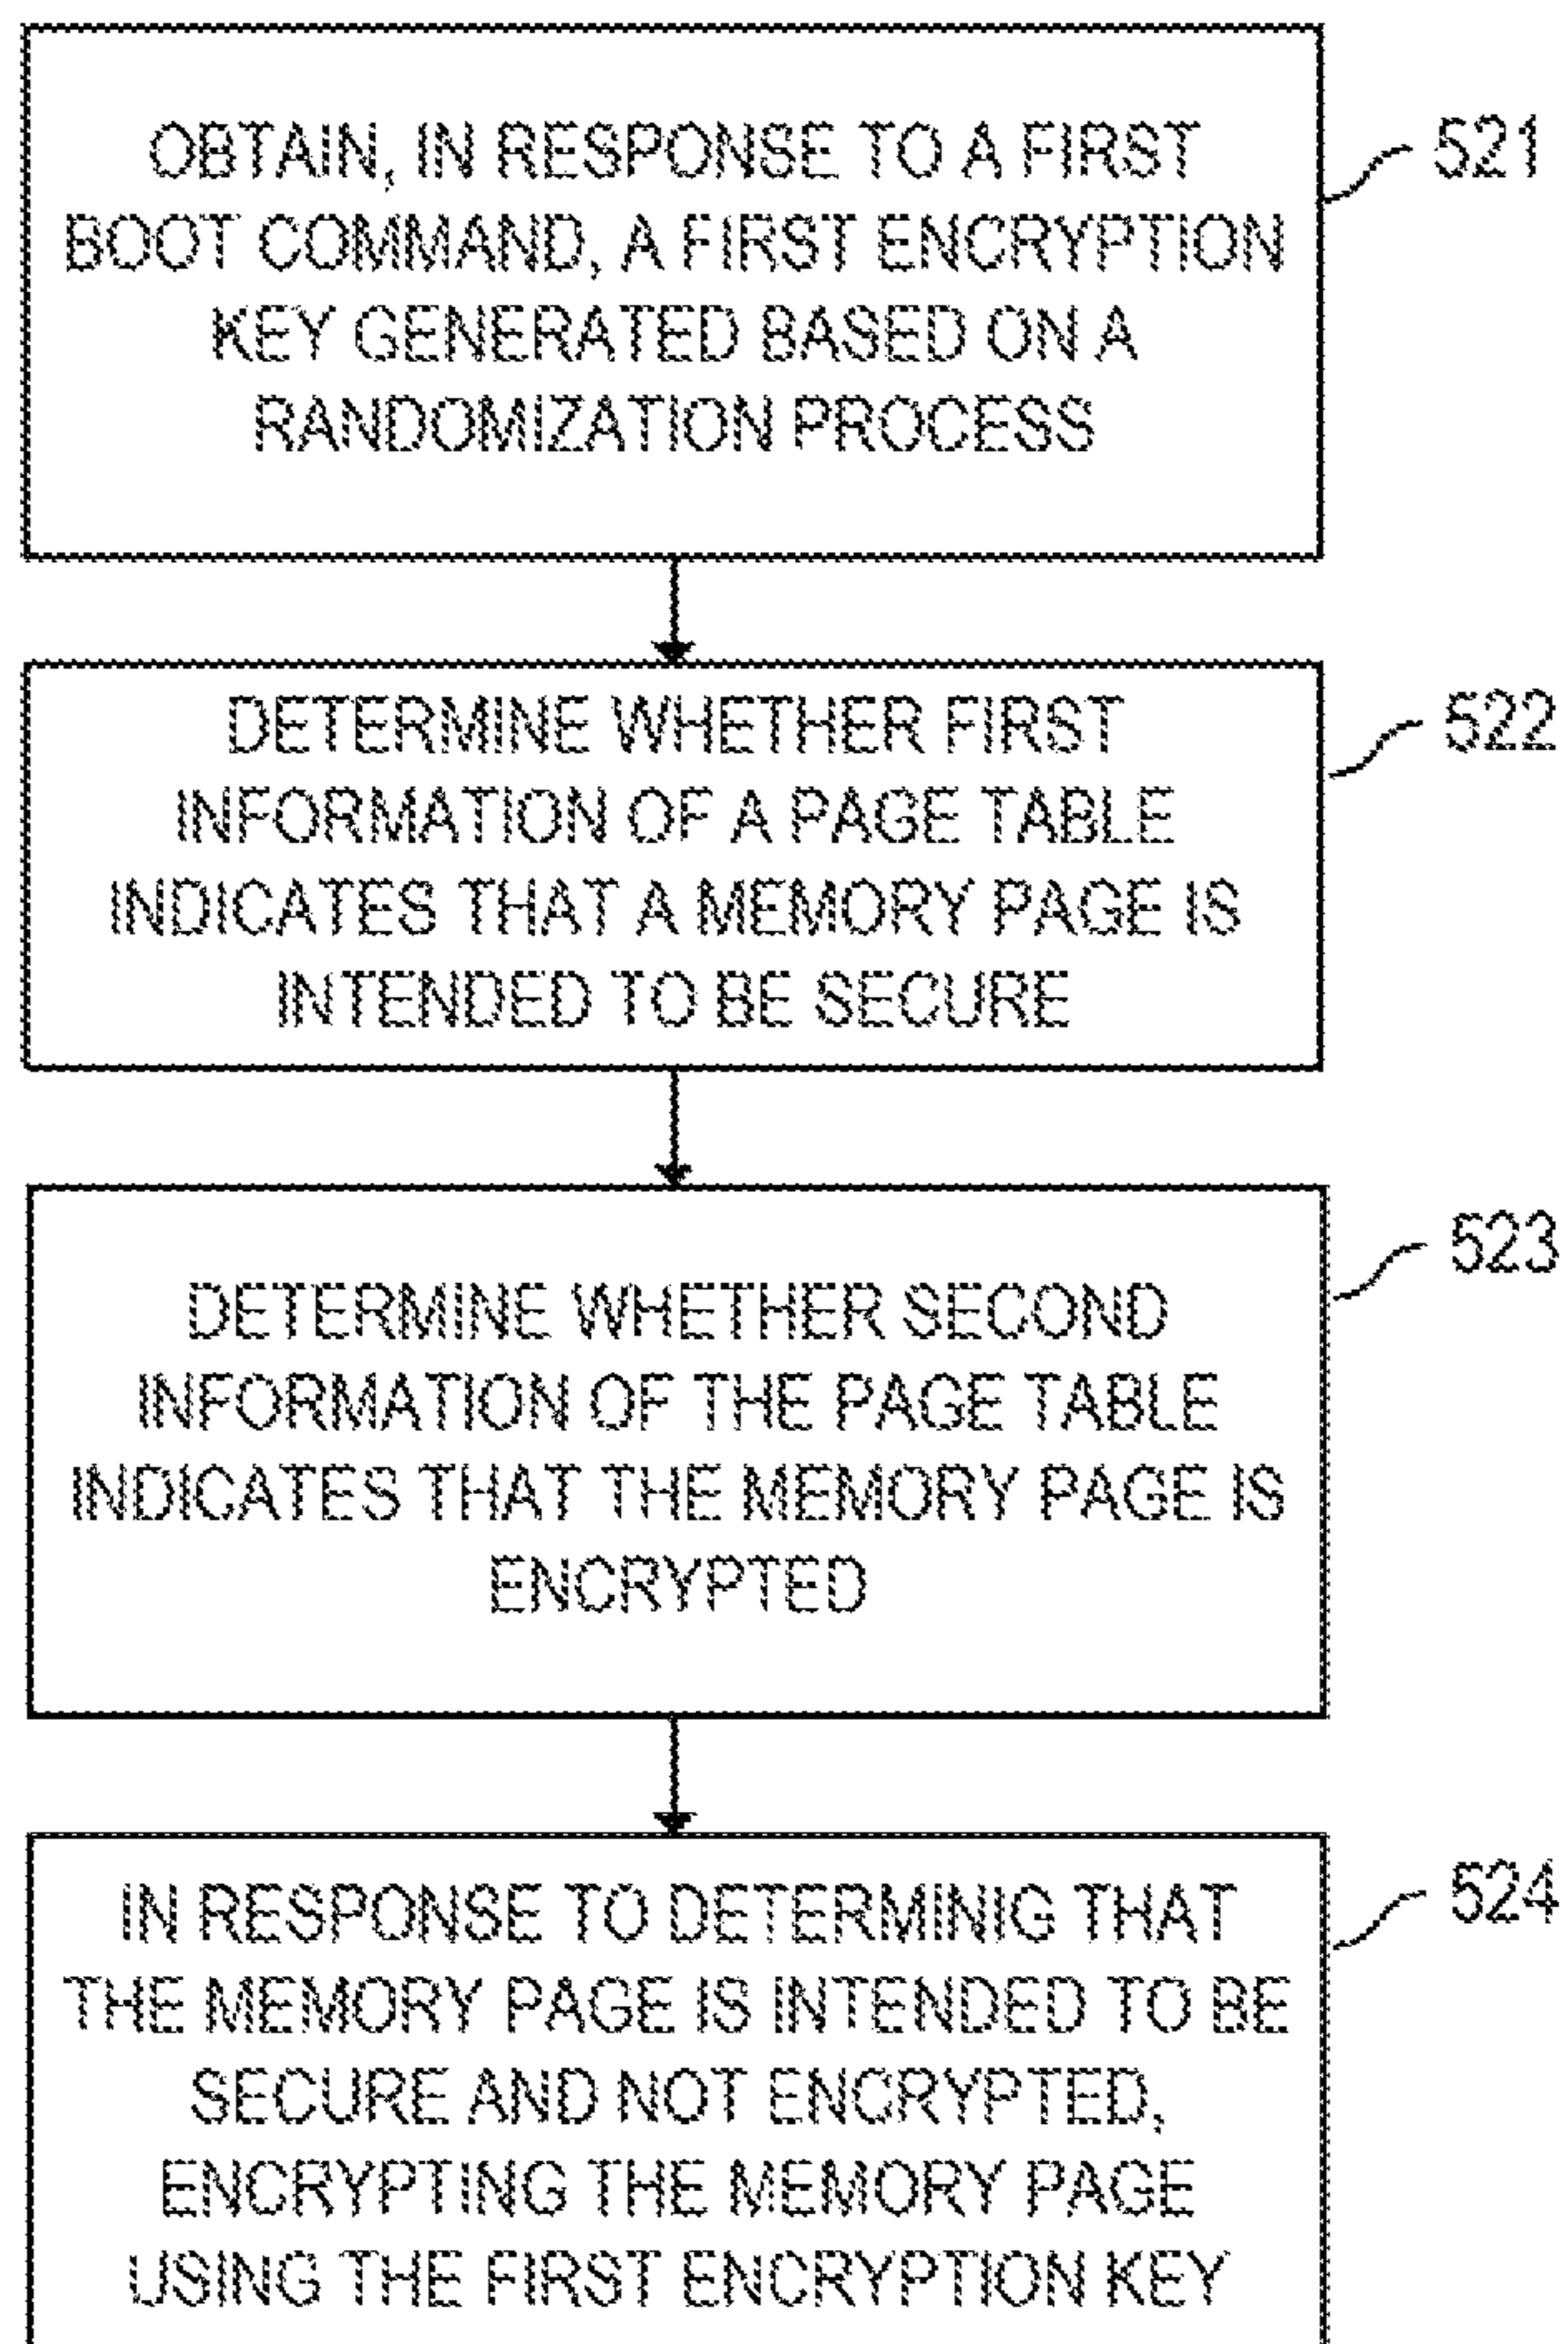 OBTAIN, IN RESPONSE TO A FIRST
BOOT COMMAND, A FIRST ENCRYPTION
KEY GENERATED BASED ON A
RANDOMIZATION PROCESS
521
DETERMINE WHETHER FIRST
INFORMATION OF A PAGE TABLE
INDICATES THAT A MEMORY PAGE IS
INTENDED TO BE SECURE
522
DETERMINE WHETHER SECOND
INFORMATION OF THE PAGE TABLE
INDICATES THAT THE MEMORY PAGE IS
ENCRYPTED
523
IN RESPONSE TO DETERMINIG THAT
THE MEMORY PAGE IS INTENDED TO BE
SECURE AND NOT ENCRYPTED,
ENCRYPTING THE MEMORY PAGE
USING THE FIRST ENCRYPTION KEY
524